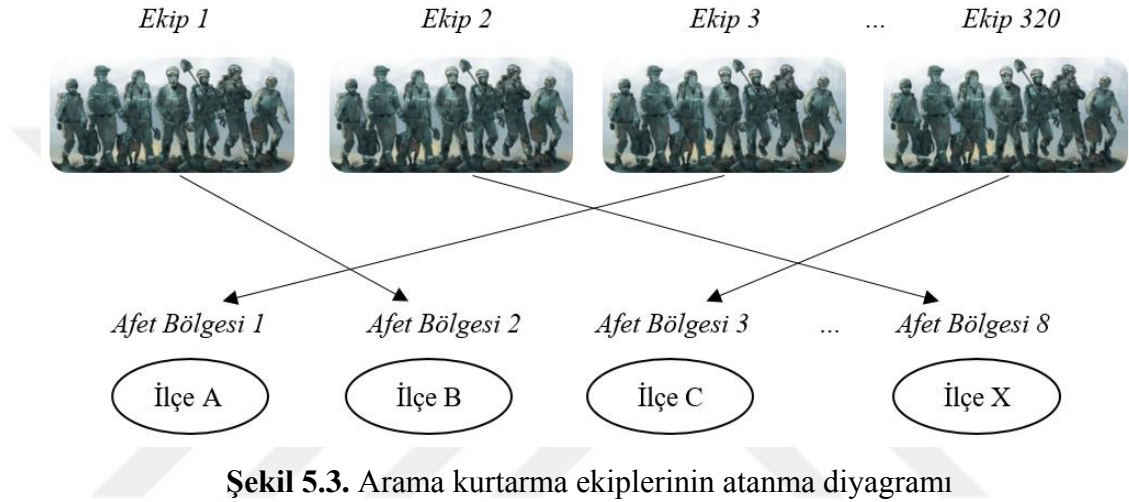 Ekip 1 Ekip 2 Ekip 3 ... Ekip 320
Afet Bölgesi 1 Afet Bölgesi 2 Afet Bölgesi 3 ... Afet Bölgesi 8
İlçe A İlçe B İlçe C İlçe X
Şekil 5.3. Arama kurtarma ekiplerinin atanma diyagramı